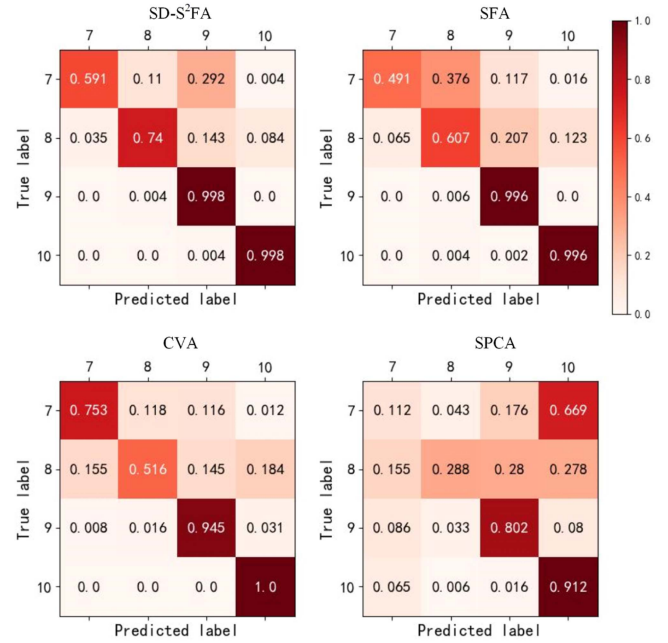 SD-S²FA
7 8 9 10
7 0.591 0.11 0.292 0.004
8 0.035 0.74 0.143 0.084
9 0.0 0.004 0.998 0.0
10 0.0 0.0 0.004 0.998
True label
Predicted label
SFA
7 8 9 10
7 0.491 0.376 0.117 0.016
8 0.065 0.607 0.207 0.123
9 0.0 0.006 0.996 0.0
10 0.0 0.004 0.002 0.996
True label
Predicted label
1.0
0.8
0.6
0.4
0.2
0.0
CVA
7 8 9 10
7 0.753 0.118 0.116 0.012
8 0.155 0.516 0.145 0.184
9 0.008 0.016 0.945 0.031
10 0.0 0.0 0.0 1.0
True label
Predicted label
SPCA
7 8 9 10
7 0.112 0.043 0.176 0.669
8 0.155 0.288 0.28 0.278
9 0.086 0.033 0.802 0.08
10 0.065 0.006 0.016 0.912
True label
Predicted label